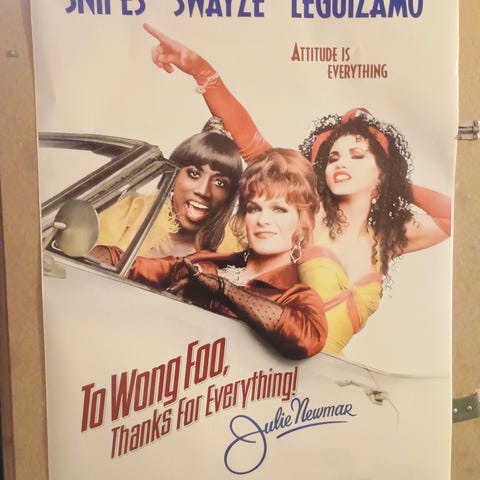 SNIPES SWAYZE LEGUIZAMO
ATTITUDE IS
EVERYTHING
To Wong Foo,
Thanks For Everything!
Julie Newmar